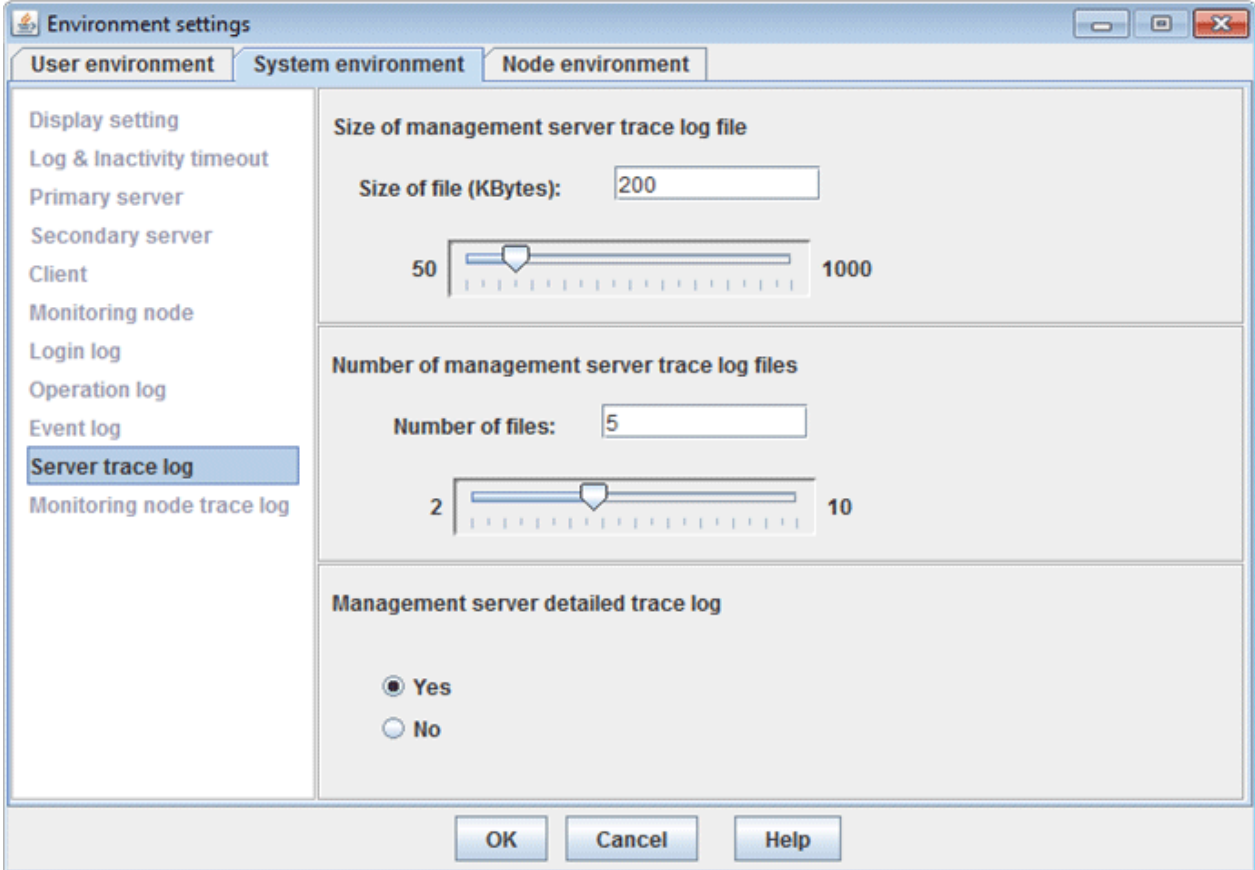 Environment settings
User environment
System environment
Node environment
Display setting
Log & Inactivity timeout
Primary server
Secondary server
Client
Monitoring node
Login log
Operation log
Event log
Server trace log
Monitoring node trace log
Size of management server trace log file
Size of file (KBytes): 200
50 1000
Number of management server trace log files
Number of files: 5
2 10
Management server detailed trace log
Yes
No
OK Cancel Help